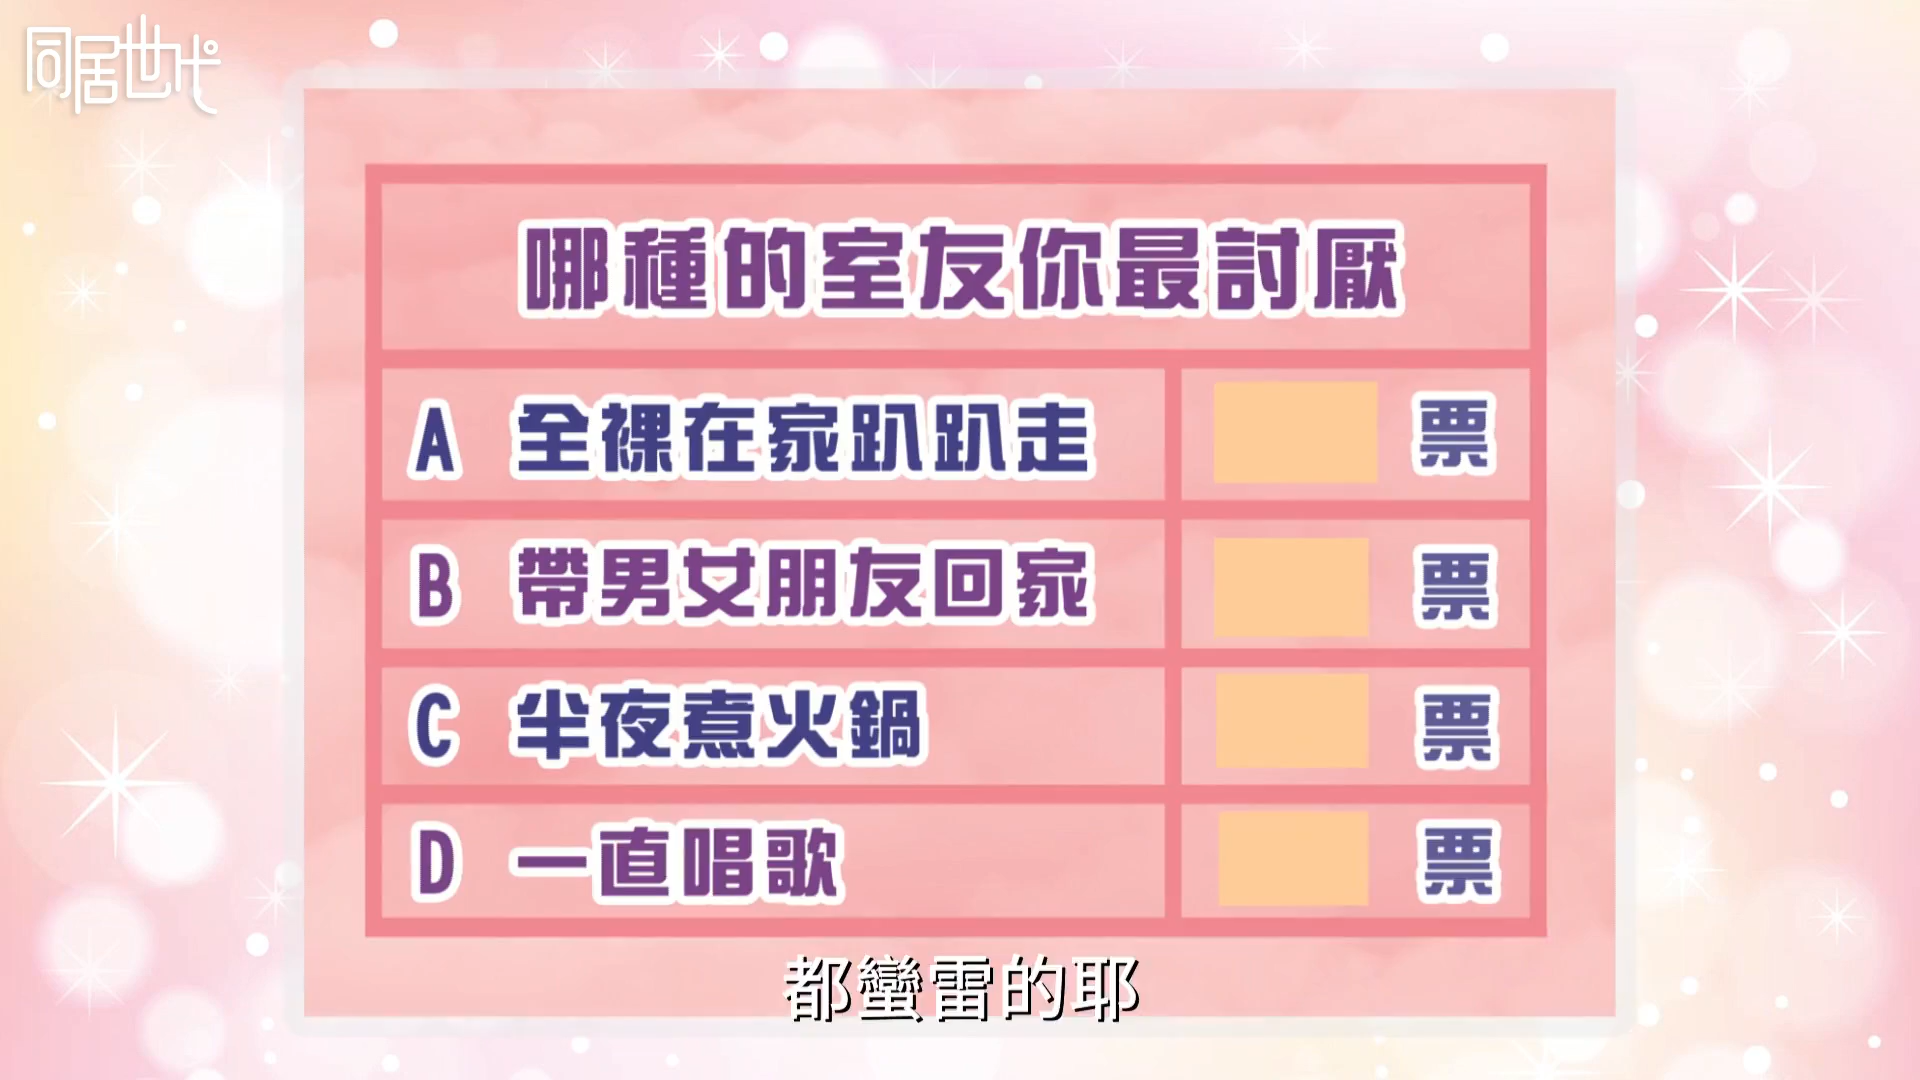 同居世代
哪種的室友你最討厭
A 全裸在家趴趴走 票
B 帶男女朋友回家 票
C 半夜煮火鍋 票
D 一直唱歌 票
都蠻雷的耶